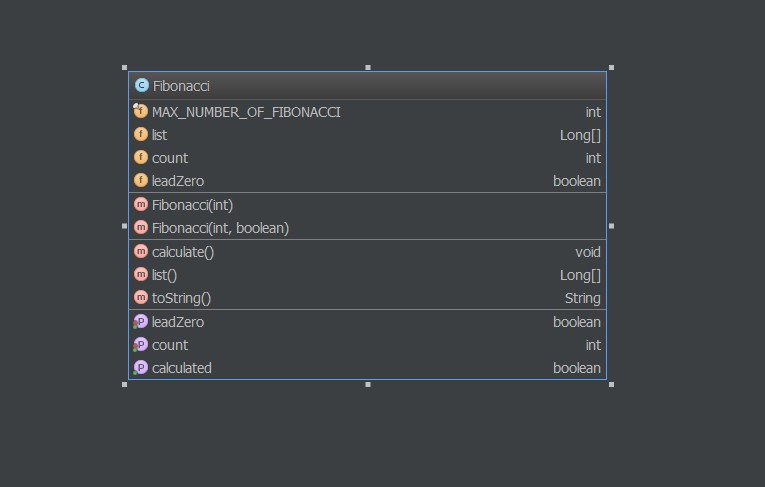 Fibonacci
MAX_NUMBER_OF_FIBONACCI int
list Long[]
count int
leadZero boolean
Fibonacci(int)
Fibonacci(int, boolean)
calculate() void
list() Long[]
toString() String
leadZero boolean
count int
calculated boolean